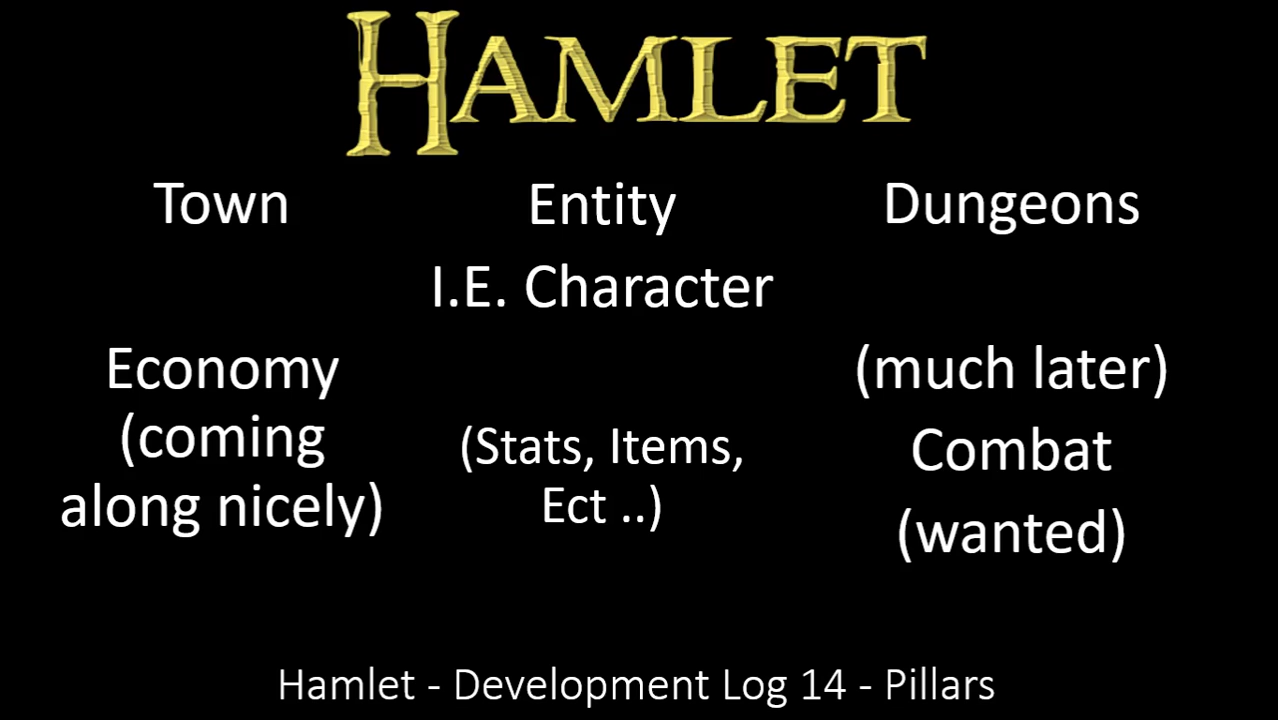 HAMLET
Town
Entity
Dungeons
I.E. Character
Economy
(coming
along nicely)
(Stats, Items,
Ect ..)
(much later)
Combat
(wanted)
Hamlet - Development Log 14 - Pillars